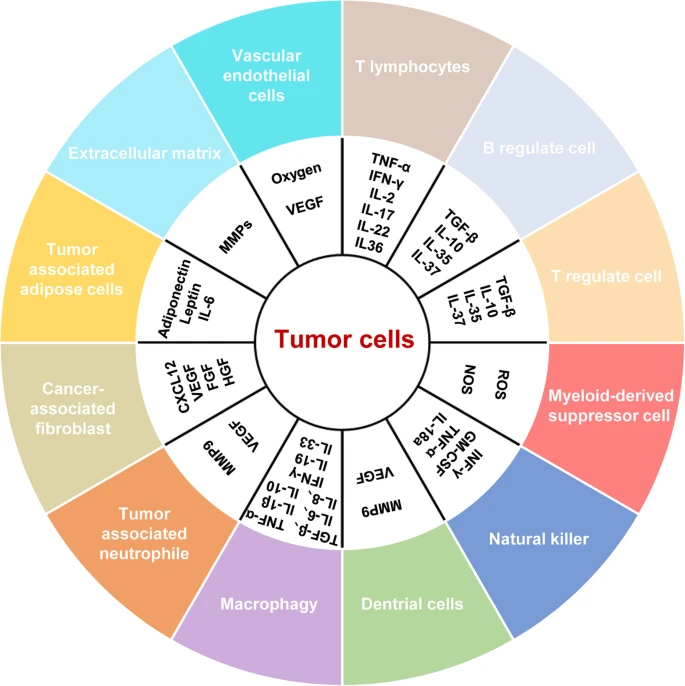 Vascular
endothelial
cells
T lymphocytes
B regulate cell
T regulate cell
Myeloid-derived
suppressor cell
Natural killer
Dentrial cells
Macrophagy
Tumor
associated
neutrophile
Cancer-
associated
fibroblast
Tumor
associated
adipose cells
Extracellular matrix
Oxygen
VEGF
TNF-α
IFN-γ
IL-2
IL-17
IL-22
IL36
TGF-β
IL-10
IL-35
IL-37
TGF-β
IL-10
IL-35
IL-37
ROS
NOS
INF-γ
GM-CSF
TNF-α
IL-18a
VEGF
MMP9
TGF-β、TNF-α
IL-6、IL-1β
IL-8、IL-10
IFN-γ
IL-19
IL-33
VEGF
MMP9
CXCL12
VEGF
FGF
HGF
Adiponectin
Leptin
IL-6
MMPs
Tumor cells